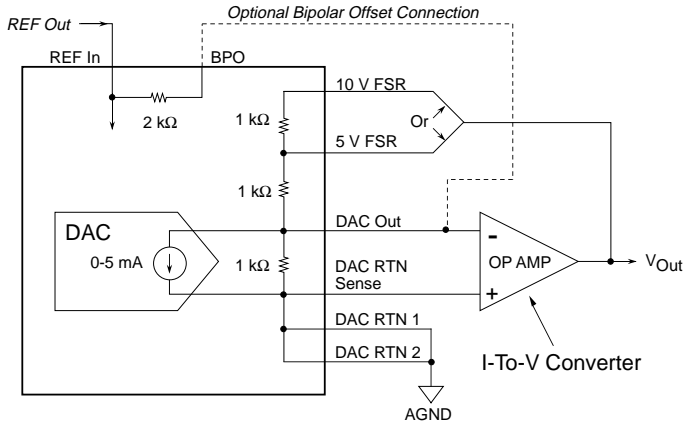 Optional Bipolar Offset Connection
REF Out
REF In
BPO
10 V FSR
2 kΩ
1 kΩ
Or
5 V FSR
1 kΩ
DAC Out
DAC
0-5 mA
1 kΩ
DAC RTN
Sense
-
OP AMP
+
VOut
DAC RTN 1
DAC RTN 2
I-To-V Converter
AGND